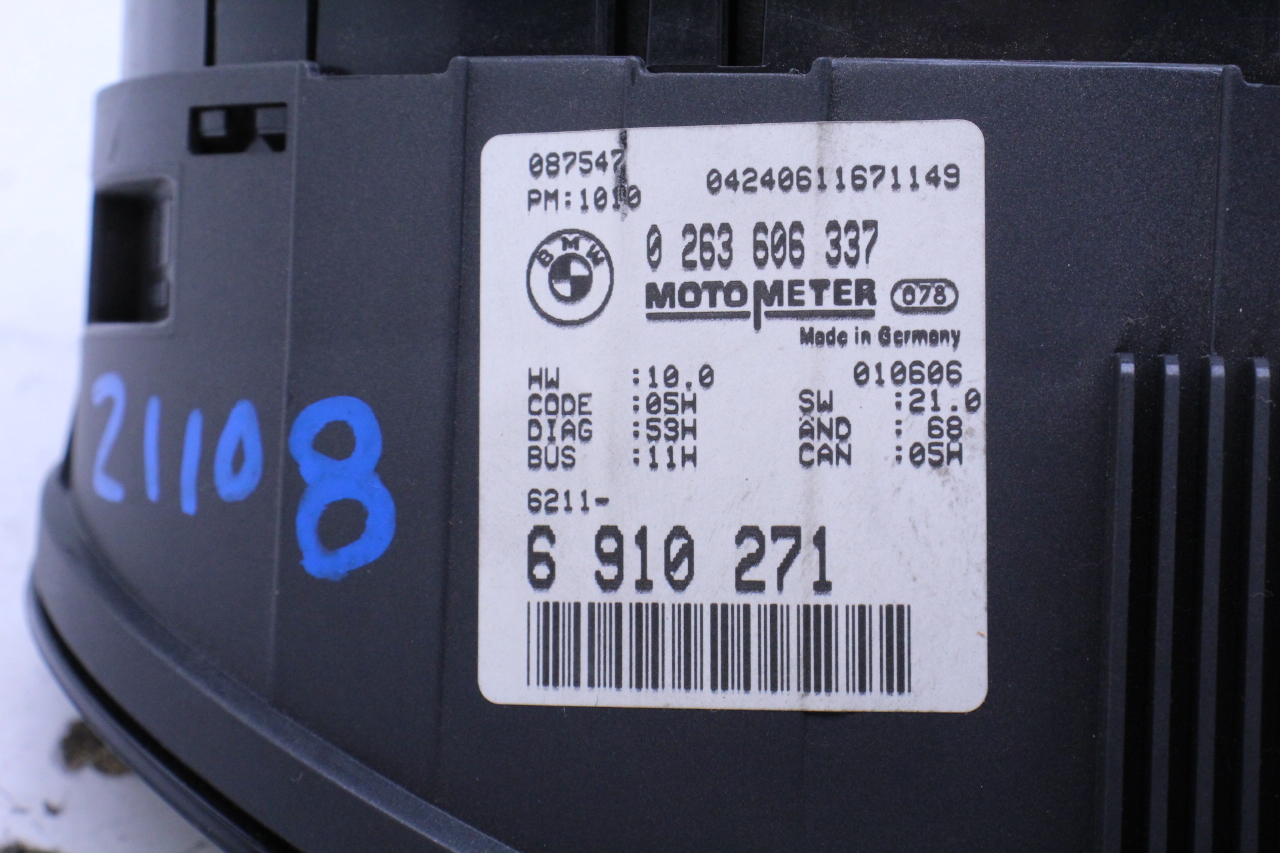 087547
PM:1010
04240611671149
BMW
0 263 606 337
MOTOMETER 078
Made in Germany
HW :10.0 010606
CODE :05H SW :21.0
DIAG :53H ÄND : 68
BUS :11H CAN :05H
6211-
6 910 271
21108